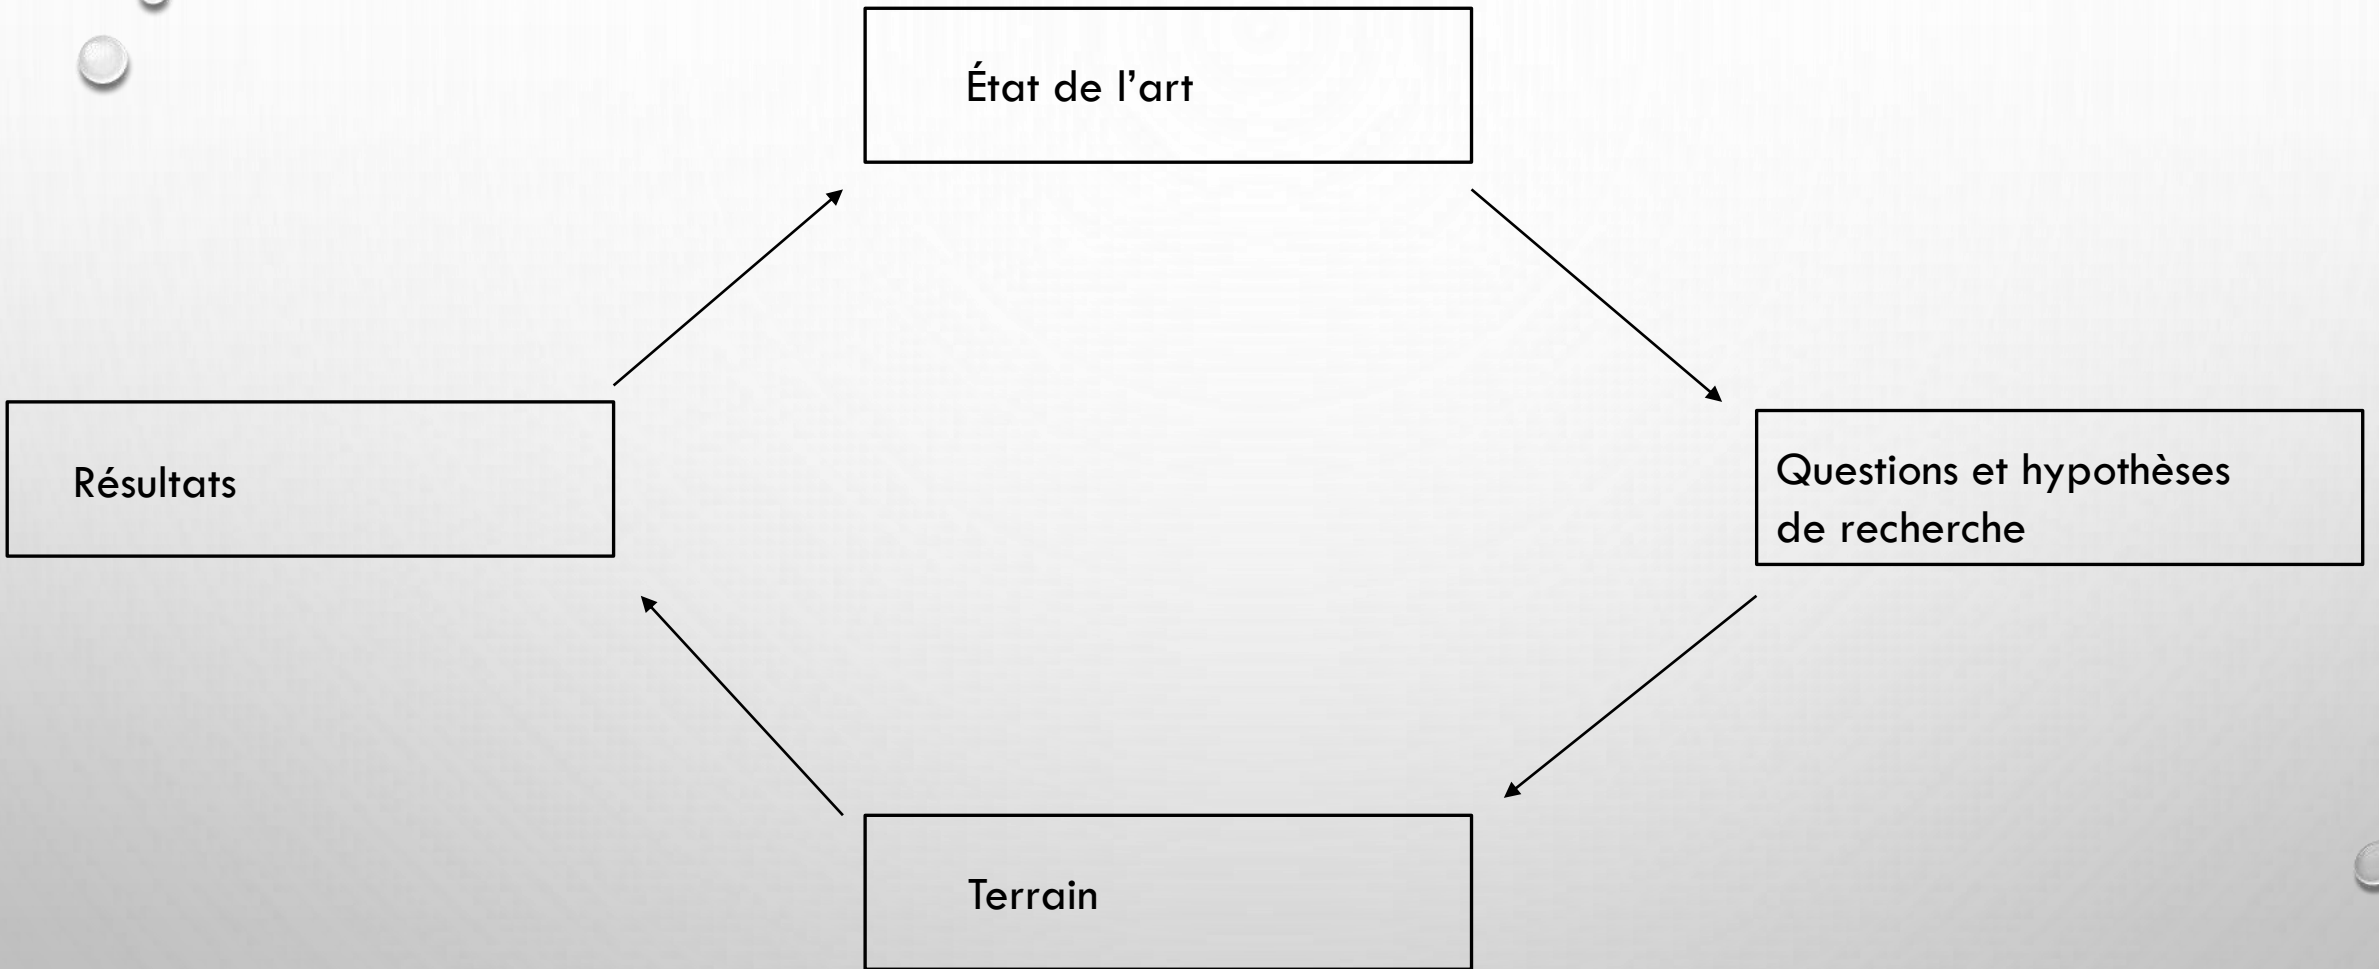 État de l’art
Résultats
Questions et hypothèses
de recherche
Terrain